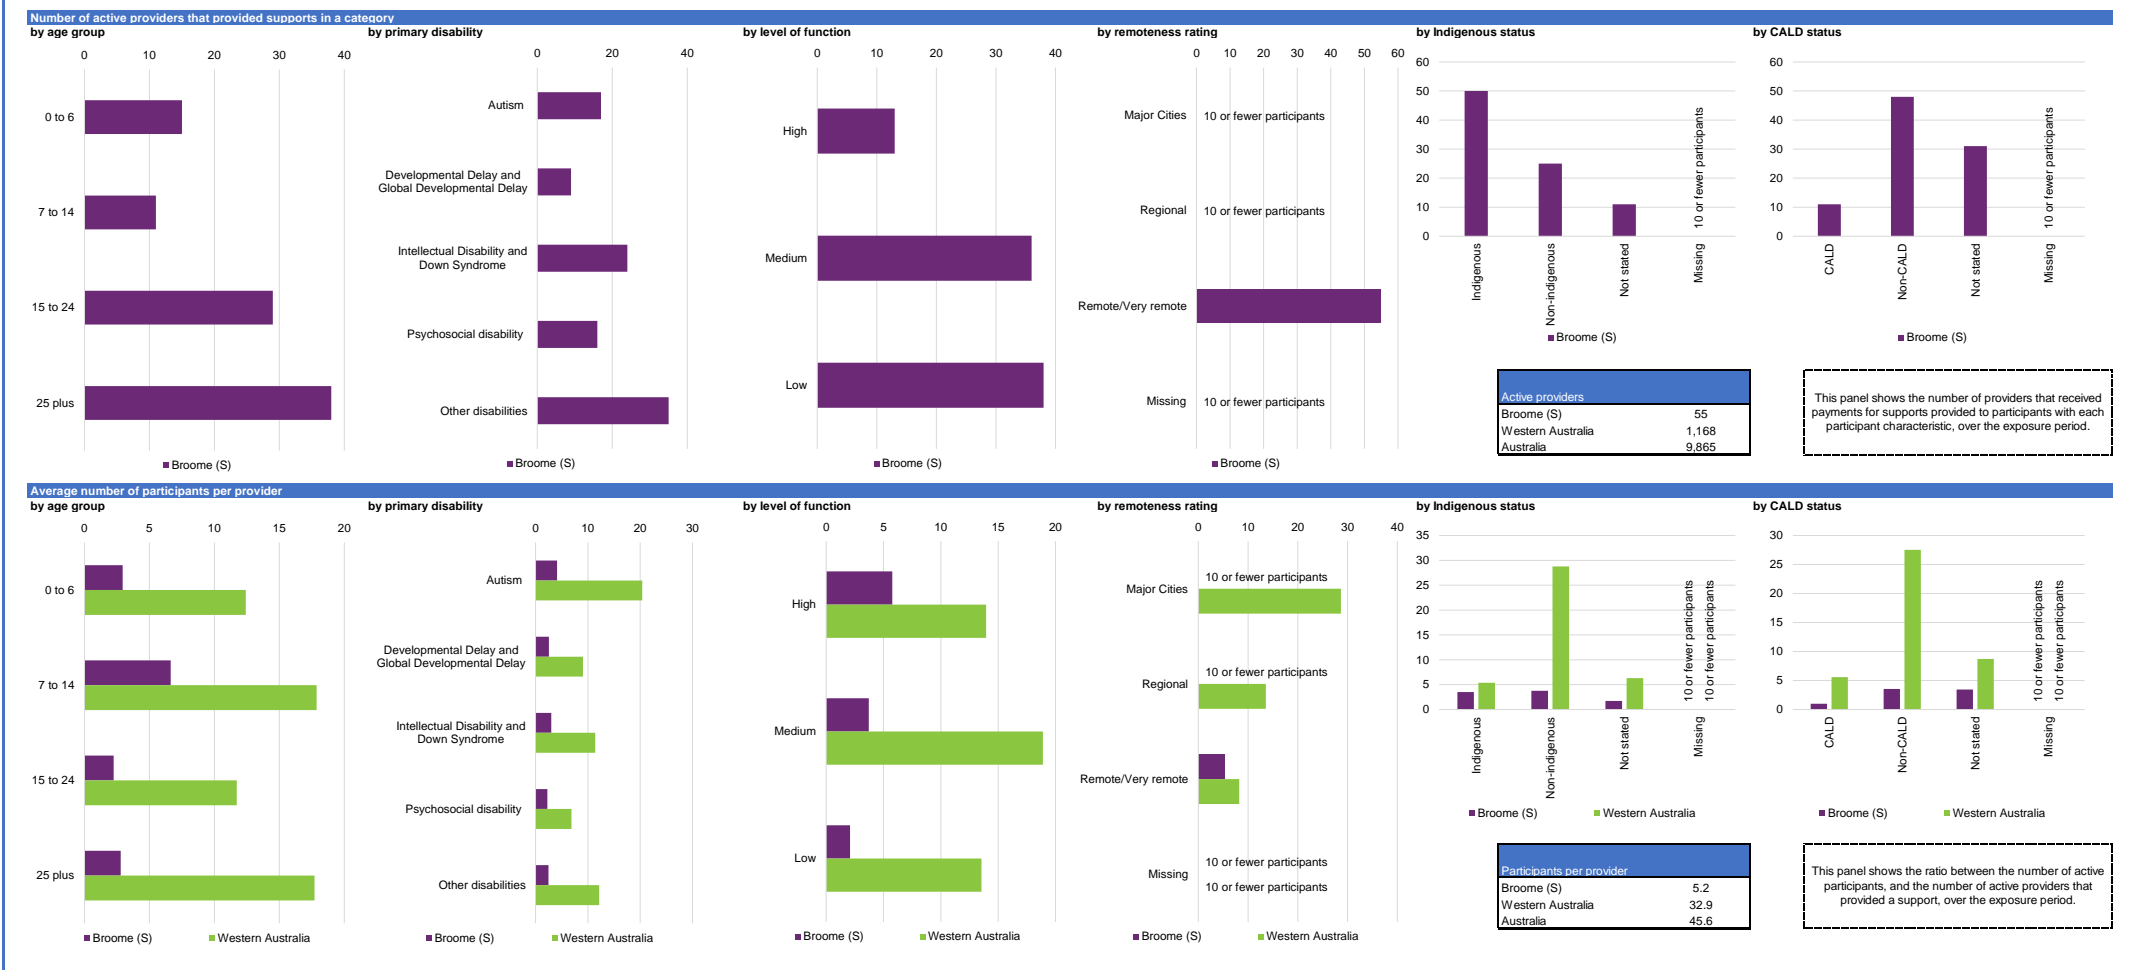 Number of active providers that provided supports in a category
by age group
0 10 20 30 40
0 to 6
7 to 14
15 to 24
25 plus
Broome (S)
by primary disability
0 20 40
Autism
Developmental Delay and
Global Developmental Delay
Intellectual Disability and
Down Syndrome
Psychosocial disability
Other disabilities
Broome (S)
by level of function
0 10 20 30 40
High
Medium
Low
Broome (S)
by remoteness rating
0 10 20 30 40 50 60
Major Cities 10 or fewer participants
Regional 10 or fewer participants
Remote/Very remote
Missing 10 or fewer participants
Broome (S)
by Indigenous status
60
50
40
30
20
10
0
10 or fewer participants
Indigenous
Non-indigenous
Not stated
Missing
Broome (S)
by CALD status
60
50
40
30
20
10
0
10 or fewer participants
CALD
Non-CALD
Not stated
Missing
Broome (S)
Active providers
Broome (S) 55
Western Australia 1,168
Australia 9,865
This panel shows the number of providers that received
payments for supports provided to participants with each
participant characteristic, over the exposure period.
Average number of participants per provider
by age group
0 5 10 15 20
0 to 6
7 to 14
15 to 24
25 plus
Broome (S) Western Australia
by primary disability
0 10 20 30
Autism
Developmental Delay and
Global Developmental Delay
Intellectual Disability and
Down Syndrome
Psychosocial disability
Other disabilities
Broome (S) Western Australia
by level of function
0 5 10 15 20
High
Medium
Low
Broome (S) Western Australia
by remoteness rating
0 10 20 30 40
10 or fewer participants
Major Cities
10 or fewer participants
Regional
Remote/Very remote
10 or fewer participants
Missing
10 or fewer participants
Broome (S) Western Australia
by Indigenous status
35
30
25
20
15
10
5
0
10 or fewer participants
10 or fewer participants
Indigenous
Non-indigenous
Not stated
Missing
Broome (S) Western Australia
by CALD status
30
25
20
15
10
5
0
10 or fewer participants
10 or fewer participants
CALD
Non-CALD
Not stated
Missing
Broome (S) Western Australia
Participants per provider
Broome (S) 5.2
Western Australia 32.9
Australia 45.6
This panel shows the ratio between the number of active
participants, and the number of active providers that
provided a support, over the exposure period.